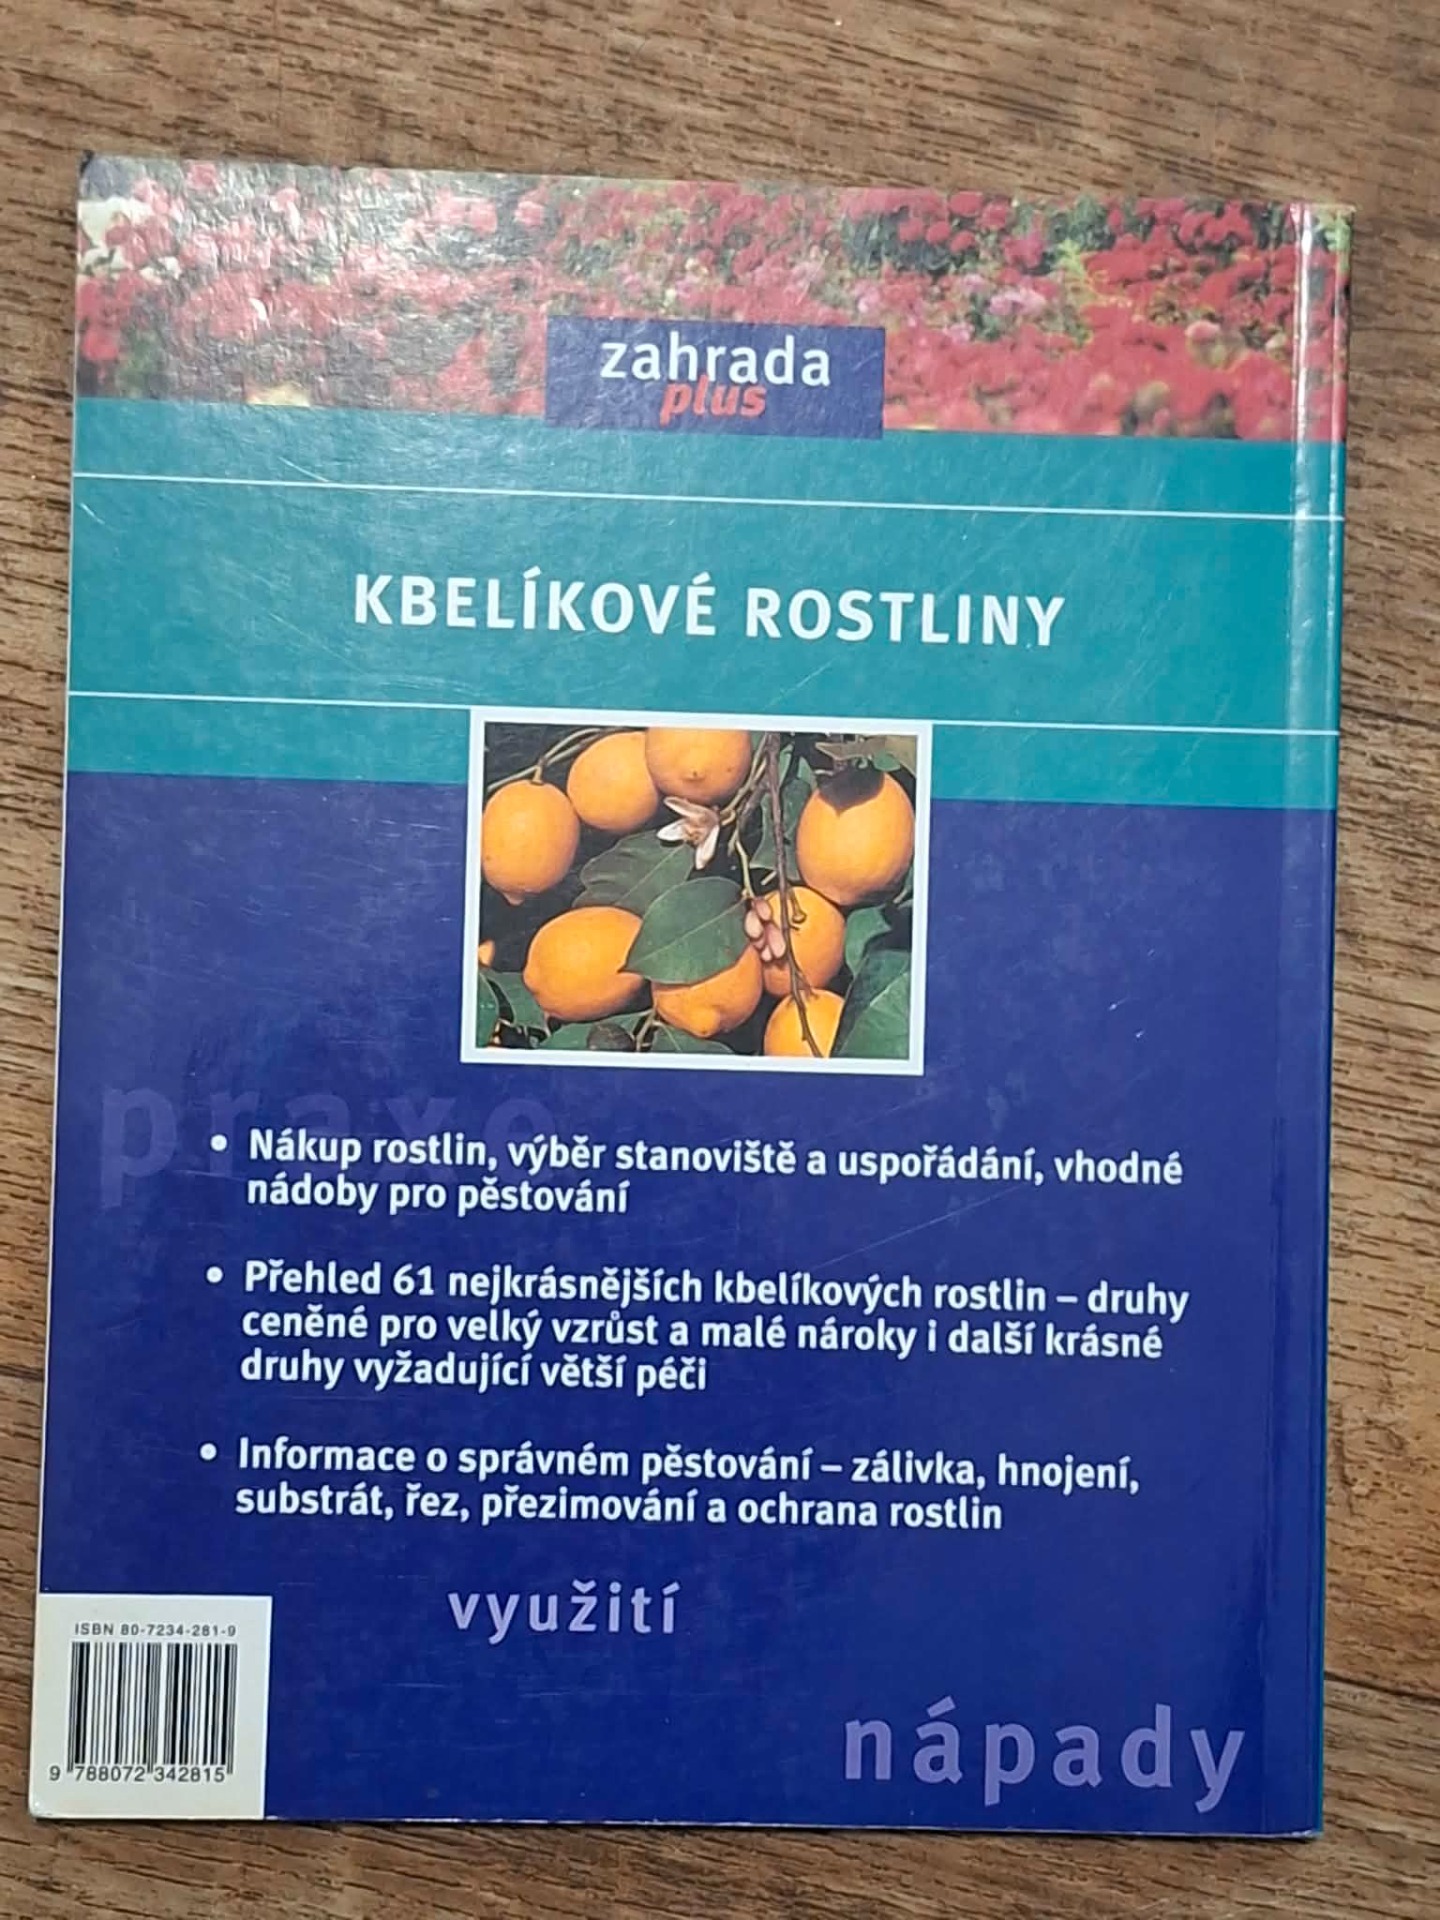 zahrada
plus
KBELÍKOVÉ ROSTLINY
praxe
• Nákup rostlin, výběr stanoviště a uspořádání, vhodné
nádoby pro pěstování
• Přehled 61 nejkrásnějších kbelíkových rostlin – druhy
ceněné pro velký vzrůst a malé nároky i další krásné
druhy vyžadující větší péči
• Informace o správném pěstování – zálivka, hnojení,
substrát, řez, přezimování a ochrana rostlin
využití
nápady
ISBN 80-7234-281-9
9 788072 342815